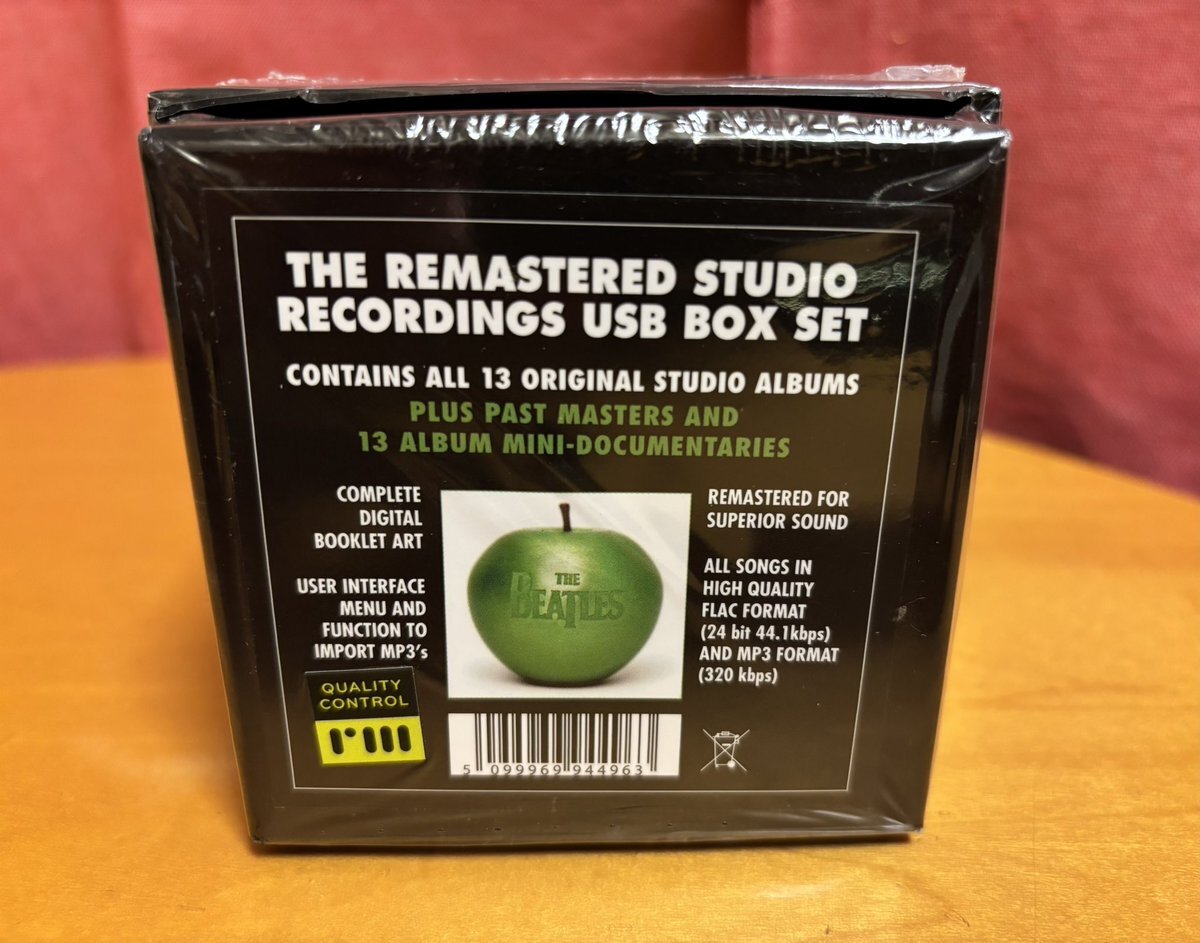 THE REMASTERED STUDIO
RECORDINGS USB BOX SET
CONTAINS ALL 13 ORIGINAL STUDIO ALBUMS
PLUS PAST MASTERS AND
13 ALBUM MINI-DOCUMENTARIES
COMPLETE
DIGITAL
BOOKLET ART
USER INTERFACE
MENU AND
FUNCTION TO
IMPORT MP3's
THE
BEATLES
REMASTERED FOR
SUPERIOR SOUND
ALL SONGS IN
HIGH QUALITY
FLAC FORMAT
(24 bit 44.1kbps)
AND MP3 FORMAT
(320 kbps)
QUALITY
CONTROL
rm
5 099969 944963